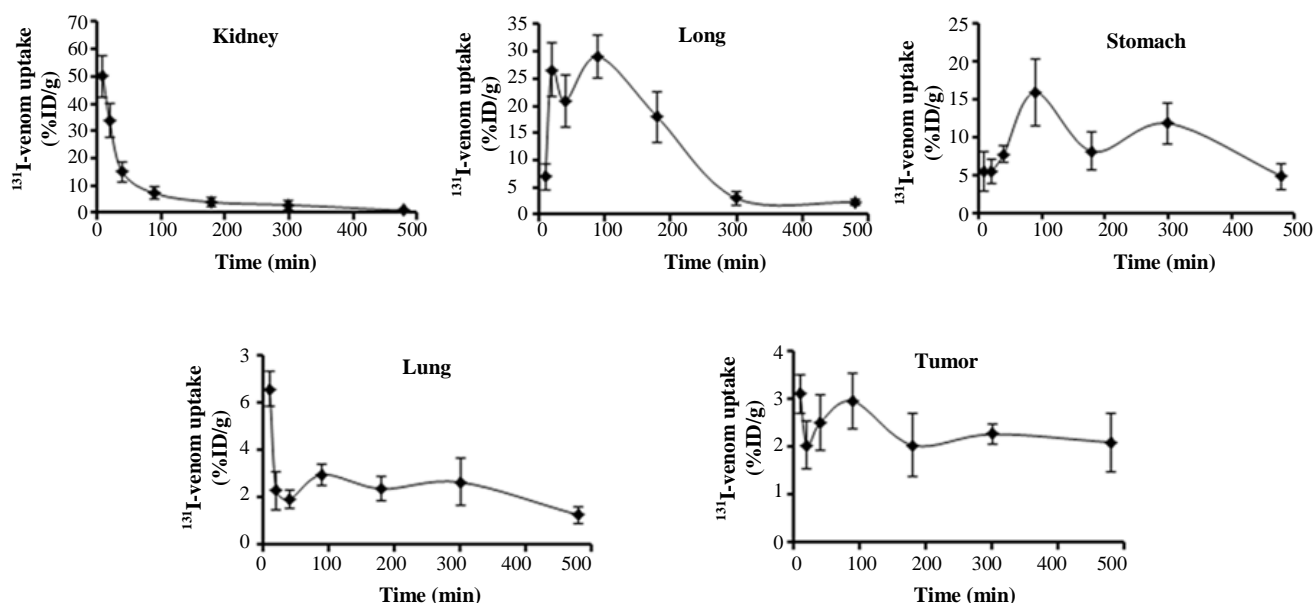 Kidney
¹³¹I-venom uptake
(%ID/g)
70
60
50
40
30
20
10
0
0 100 200 300 400 500
Time (min)
Long
¹³¹I-venom uptake
(%ID/g)
35
30
25
20
15
10
5
0
0 100 200 300 400 500
Time (min)
Stomach
¹³¹I-venom uptake
(%ID/g)
25
20
15
10
5
0
0 100 200 300 400 500
Time (min)
Lung
¹³¹I-venom uptake
(%ID/g)
3
6
4
2
0
0 100 200 300 400 500
Time (min)
Tumor
¹³¹I-venom uptake
(%ID/g)
4
3
2
1
0
0 100 200 300 400 500
Time (min)